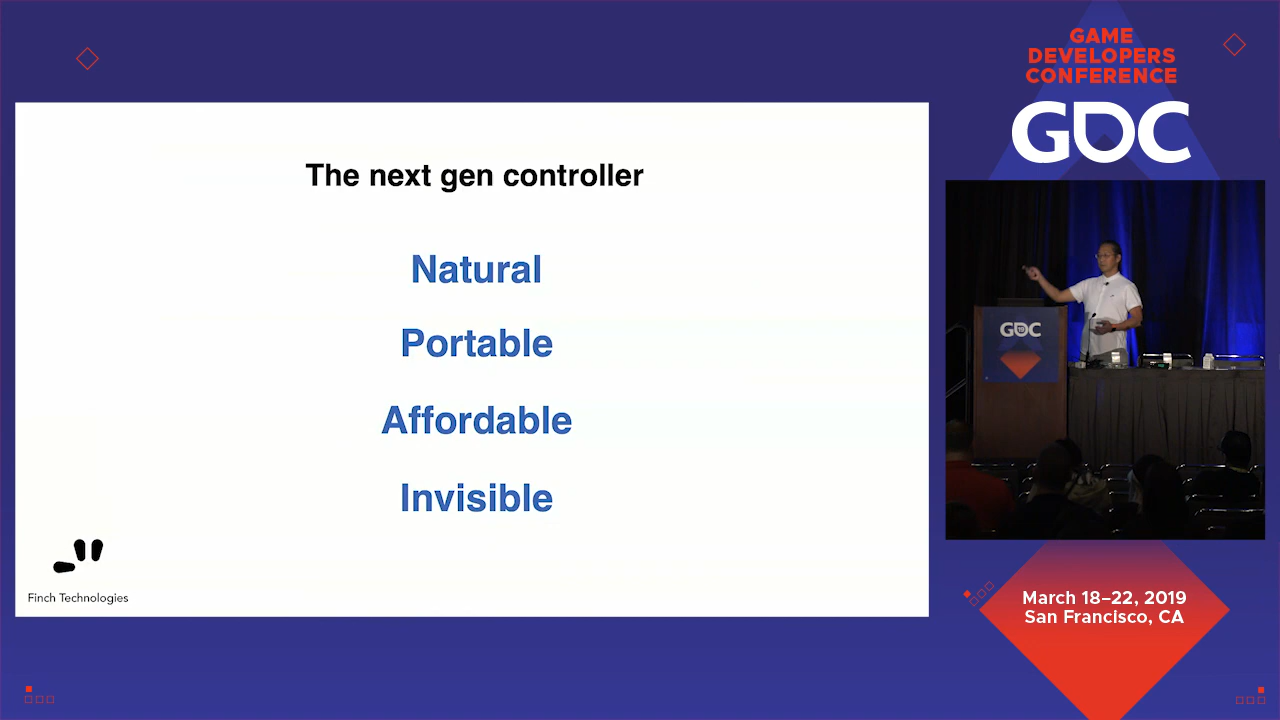 GAME
DEVELOPERS
CONFERENCE
GDC
The next gen controller
Natural
Portable
Affordable
Invisible
Finch Technologies
GDC
March 18–22, 2019
San Francisco, CA